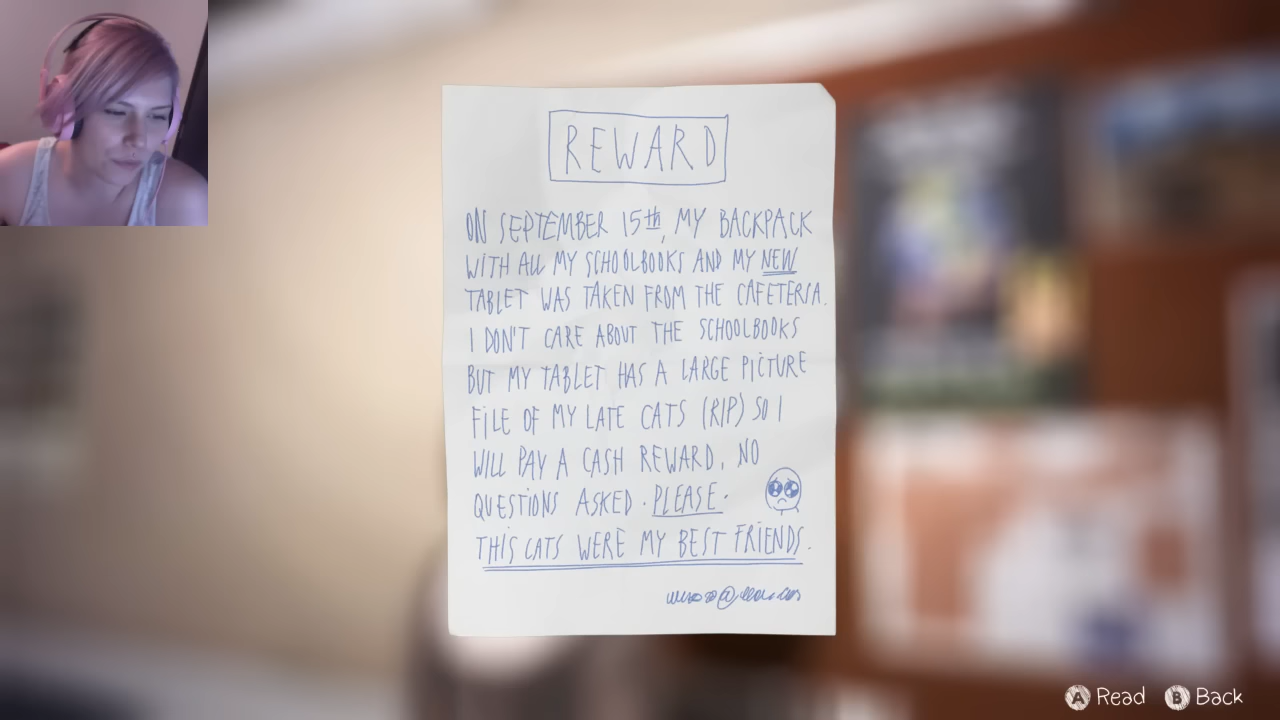 REWARD
ON SEPTEMBER 15th, MY BACKPACK
WITH ALL MY SCHOOLBOOKS AND MY NEW
TABLET WAS TAKEN FROM THE CAFETERIA.
I DON'T CARE ABOUT THE SCHOOLBOOKS
BUT MY TABLET HAS A LARGE PICTURE
FILE OF MY LATE CATS (RIP) SO I
WILL PAY A CASH REWARD, NO
QUESTIONS ASKED. PLEASE.
THIS CATS WERE MY BEST FRIENDS.
A Read B Back